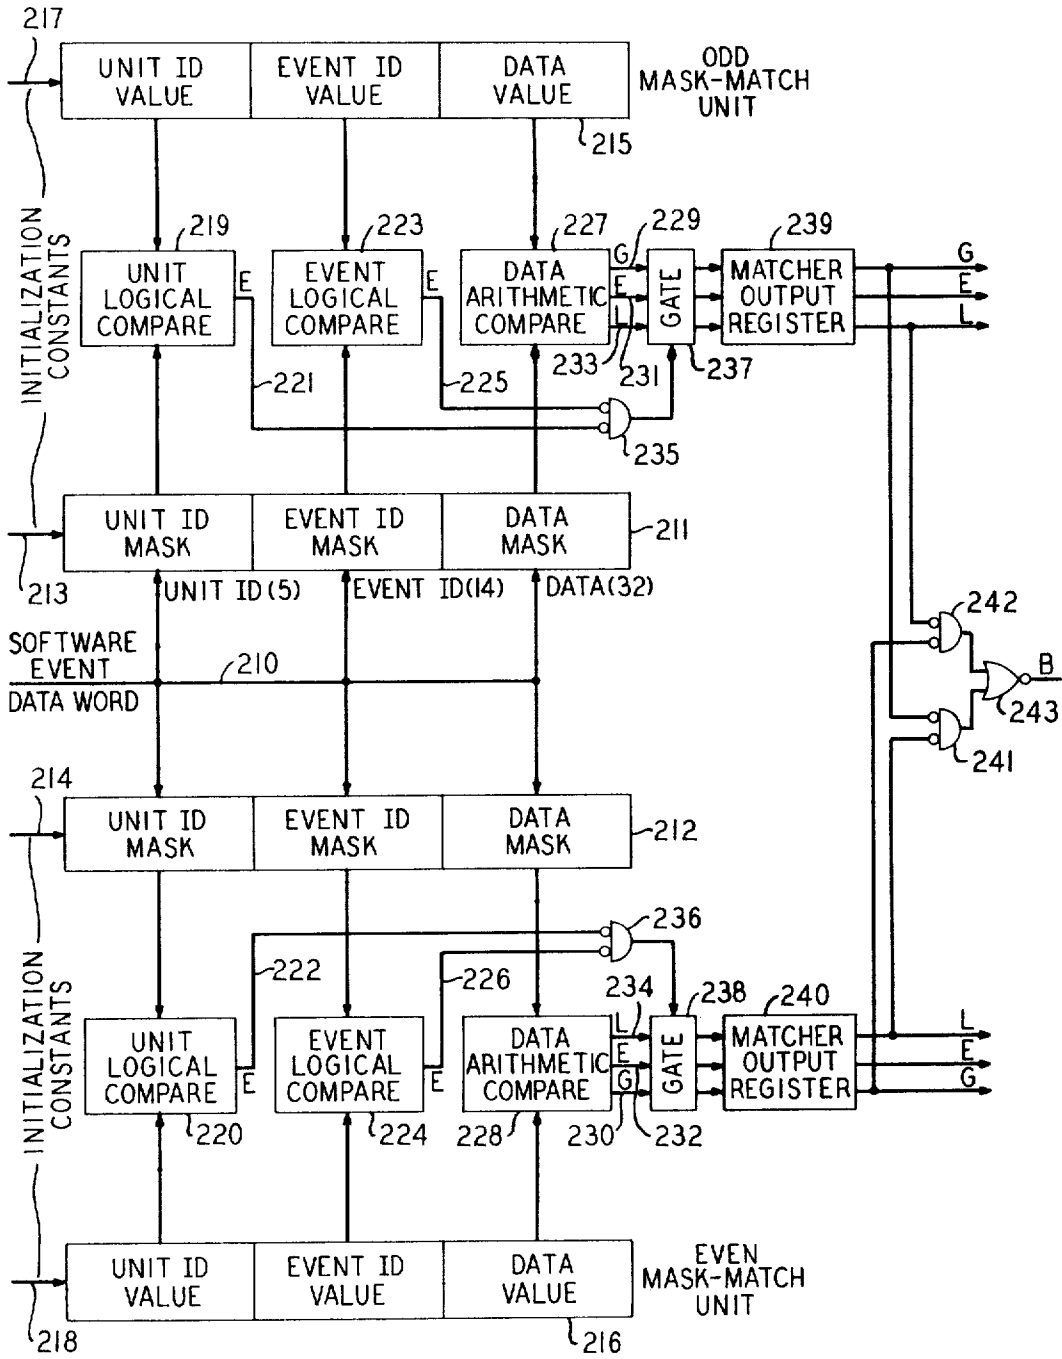 217
UNIT ID
VALUE
EVENT ID
VALUE
DATA
VALUE
ODD
MASK-MATCH
UNIT
215
INITIALIZATION
CONSTANTS
219
223
227
229
239
UNIT
LOGICAL
COMPARE
E
EVENT
LOGICAL
COMPARE
E
DATA
ARITHMETIC
COMPARE
G
E
L
GATE
MATCHER
OUTPUT
REGISTER
G
E
L
221
225
233
231
237
235
UNIT ID
MASK
EVENT ID
MASK
DATA
MASK
211
213
UNIT ID(5)
EVENT ID(14)
DATA(32)
242
SOFTWARE
EVENT
DATA WORD
210
B
243
241
214
UNIT ID
MASK
EVENT ID
MASK
DATA
MASK
212
INITIALIZATION
CONSTANTS
222
226
236
234
238
240
UNIT
LOGICAL
COMPARE
E
EVENT
LOGICAL
COMPARE
E
DATA
ARITHMETIC
COMPARE
L
E
G
GATE
MATCHER
OUTPUT
REGISTER
L
E
G
220
224
228
230
232
UNIT ID
VALUE
EVENT ID
VALUE
DATA
VALUE
EVEN
MASK-MATCH
UNIT
218
216